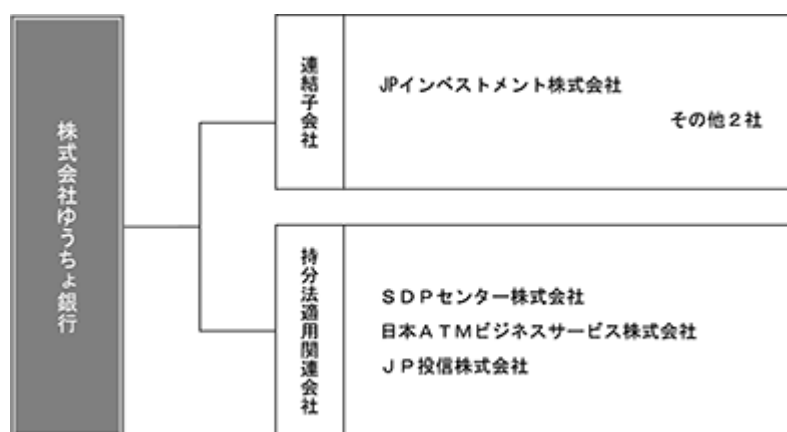 株式会社ゆうちょ銀行
連結子会社
JPインベストメント株式会社
その他２社
持分法適用関連会社
ＳＤＰセンター株式会社
日本ＡＴＭビジネスサービス株式会社
ＪＰ投信株式会社